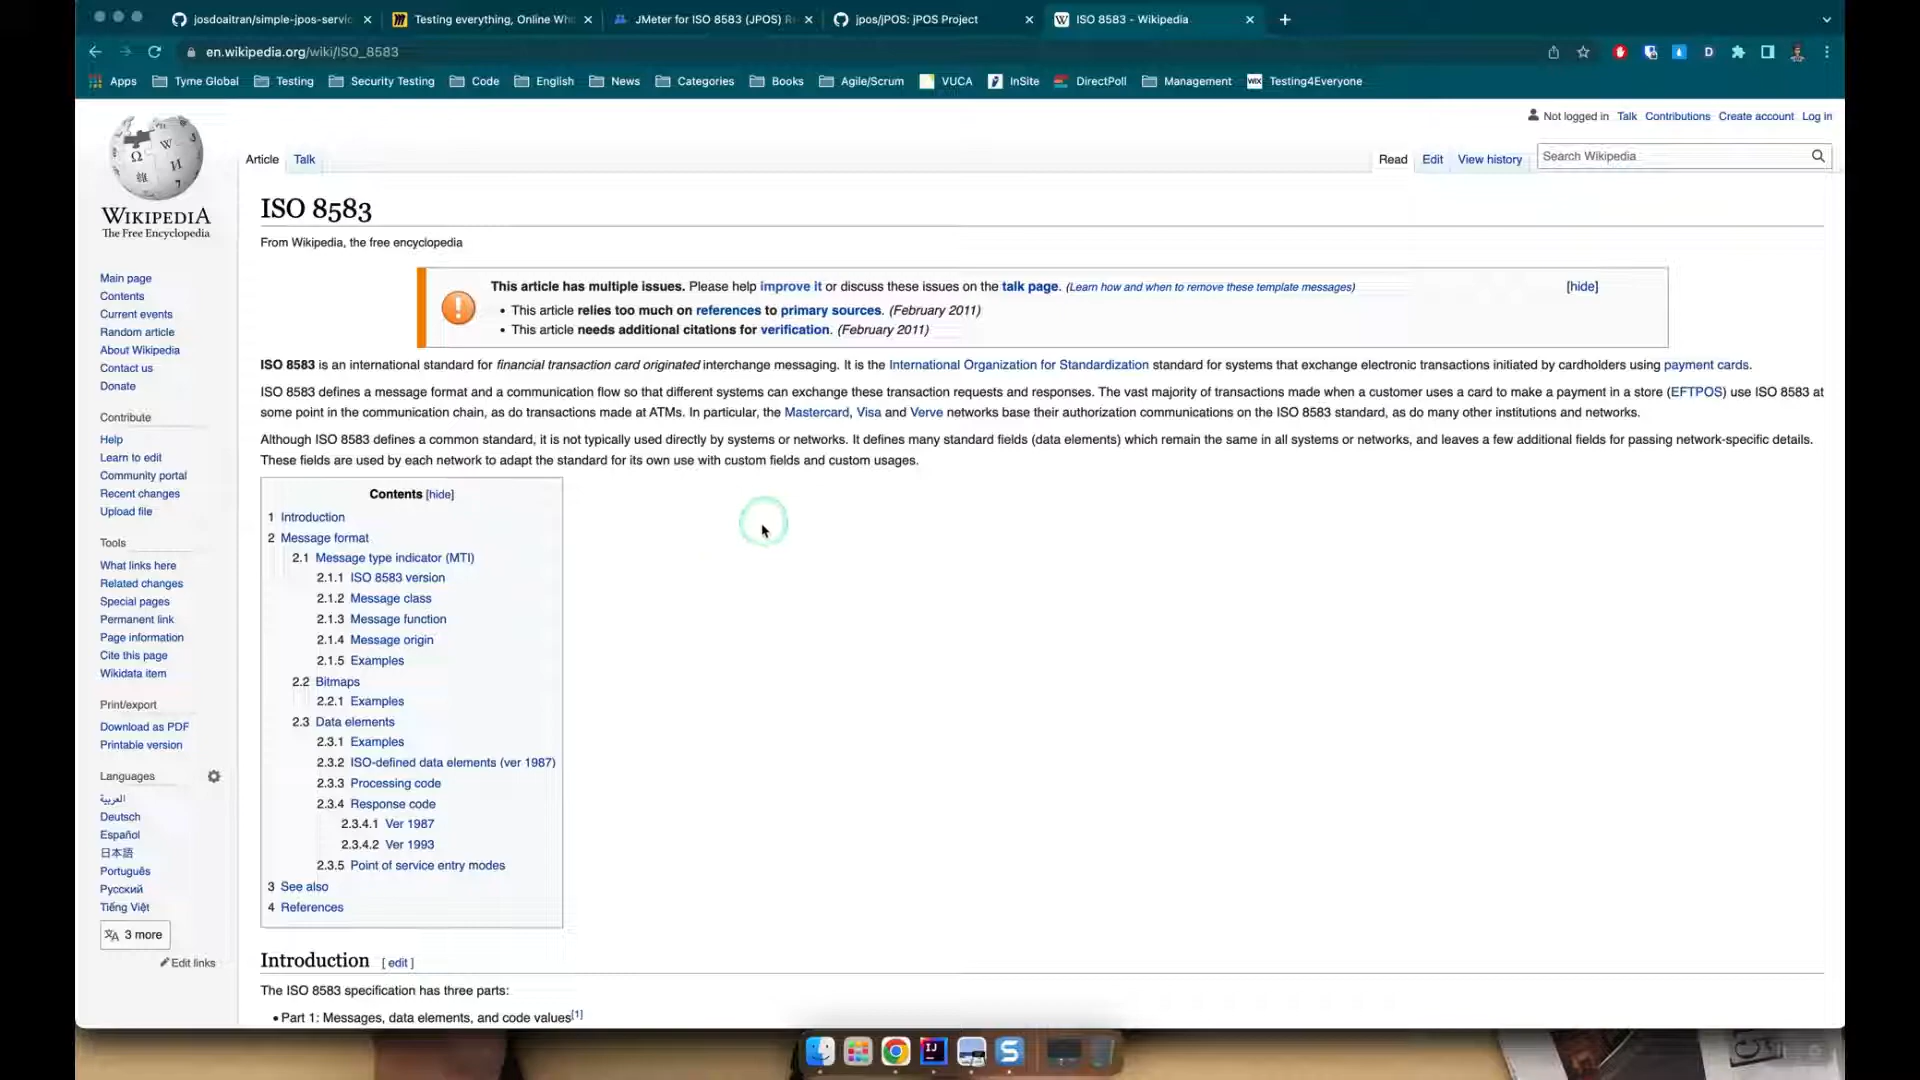 josdoaitran/simple-jpos-servic
Testing everything, Online Whi
JMeter for ISO 8583 (JPOS) R
jpos/jPOS: jPOS Project
ISO 8583 - Wikipedia
en.wikipedia.org/wiki/ISO_8583
Apps Tyme Global Testing Security Testing Code English News Categories Books Agile/Scrum VUCA InSite DirectPoll Management WIX Testing4Everyone
Not logged in Talk Contributions Create account Log in
Article Talk Read Edit View history Search Wikipedia
WIKIPEDIA
The Free Encyclopedia
Main page
Contents
Current events
Random article
About Wikipedia
Contact us
Donate
Contribute
Help
Learn to edit
Community portal
Recent changes
Upload file
Tools
What links here
Related changes
Special pages
Permanent link
Page information
Cite this page
Wikidata item
Print/export
Download as PDF
Printable version
Languages
العربية
Deutsch
Español
日本語
Português
Русский
Tiếng Việt
3 more
Edit links
ISO 8583
From Wikipedia, the free encyclopedia
This article has multiple issues. Please help improve it or discuss these issues on the talk page. (Learn how and when to remove these template messages) [hide]
• This article relies too much on references to primary sources. (February 2011)
• This article needs additional citations for verification. (February 2011)
ISO 8583 is an international standard for financial transaction card originated interchange messaging. It is the International Organization for Standardization standard for systems that exchange electronic transactions initiated by cardholders using payment cards.
ISO 8583 defines a message format and a communication flow so that different systems can exchange these transaction requests and responses. The vast majority of transactions made when a customer uses a card to make a payment in a store (EFTPOS) use ISO 8583 at
some point in the communication chain, as do transactions made at ATMs. In particular, the Mastercard, Visa and Verve networks base their authorization communications on the ISO 8583 standard, as do many other institutions and networks.
Although ISO 8583 defines a common standard, it is not typically used directly by systems or networks. It defines many standard fields (data elements) which remain the same in all systems or networks, and leaves a few additional fields for passing network-specific details.
These fields are used by each network to adapt the standard for its own use with custom fields and custom usages.
Contents [hide]
1 Introduction
2 Message format
2.1 Message type indicator (MTI)
2.1.1 ISO 8583 version
2.1.2 Message class
2.1.3 Message function
2.1.4 Message origin
2.1.5 Examples
2.2 Bitmaps
2.2.1 Examples
2.3 Data elements
2.3.1 Examples
2.3.2 ISO-defined data elements (ver 1987)
2.3.3 Processing code
2.3.4 Response code
2.3.4.1 Ver 1987
2.3.4.2 Ver 1993
2.3.5 Point of service entry modes
3 See also
4 References
Introduction [ edit ]
The ISO 8583 specification has three parts:
• Part 1: Messages, data elements, and code values[1]